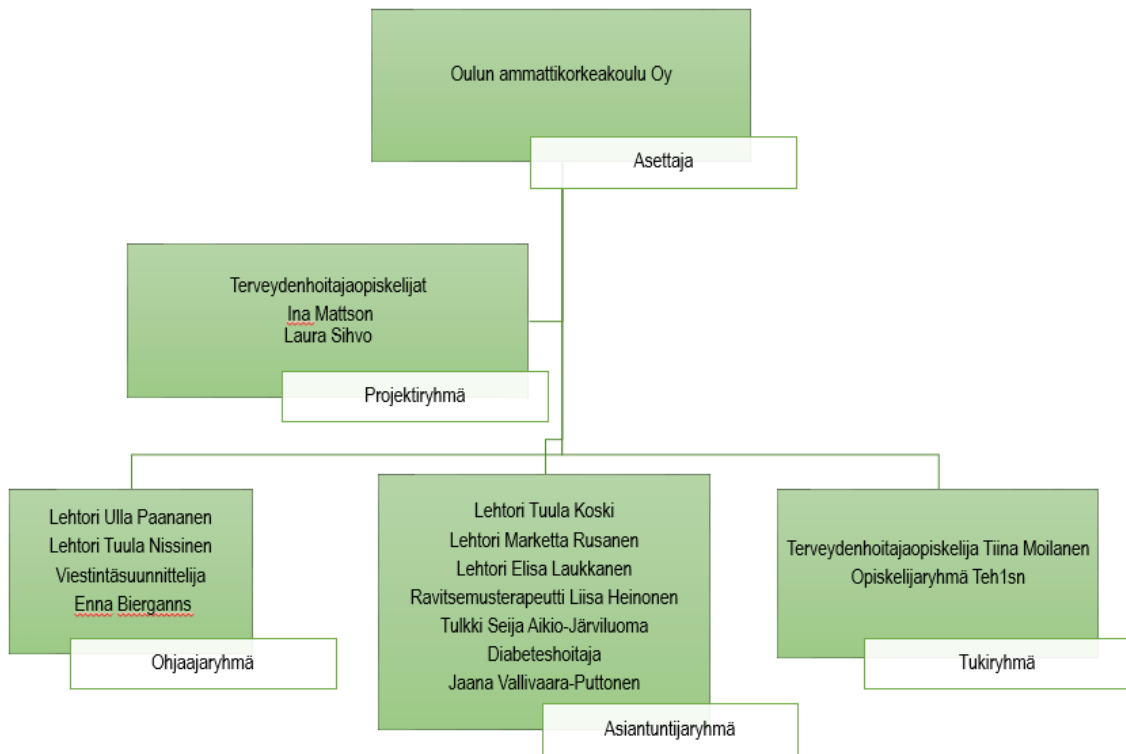 Oulun ammattikorkeakoulu Oy
Asettaja
Terveydenhoitajaopiskelijat
Ina Mattson
Laura Sihvo
Projektiryhmä
Lehtori Ulla Paananen
Lehtori Tuula Nissinen
Viestintäsuunnittelija
Enna Bierganns
Ohjaajaryhmä
Lehtori Tuula Koski
Lehtori Marketta Rusanen
Lehtori Elisa Laukkanen
Ravitsemusterapeutti Liisa Heinonen
Tulkki Seija Aikio-Järviluoma
Diabeteshoitaja
Jaana Vallivaara-Puttonen
Asiantuntijaryhmä
Terveydenhoitajaopiskelija Tiina Moilanen
Opiskelijaryhmä Teh1sn
Tukiryhmä